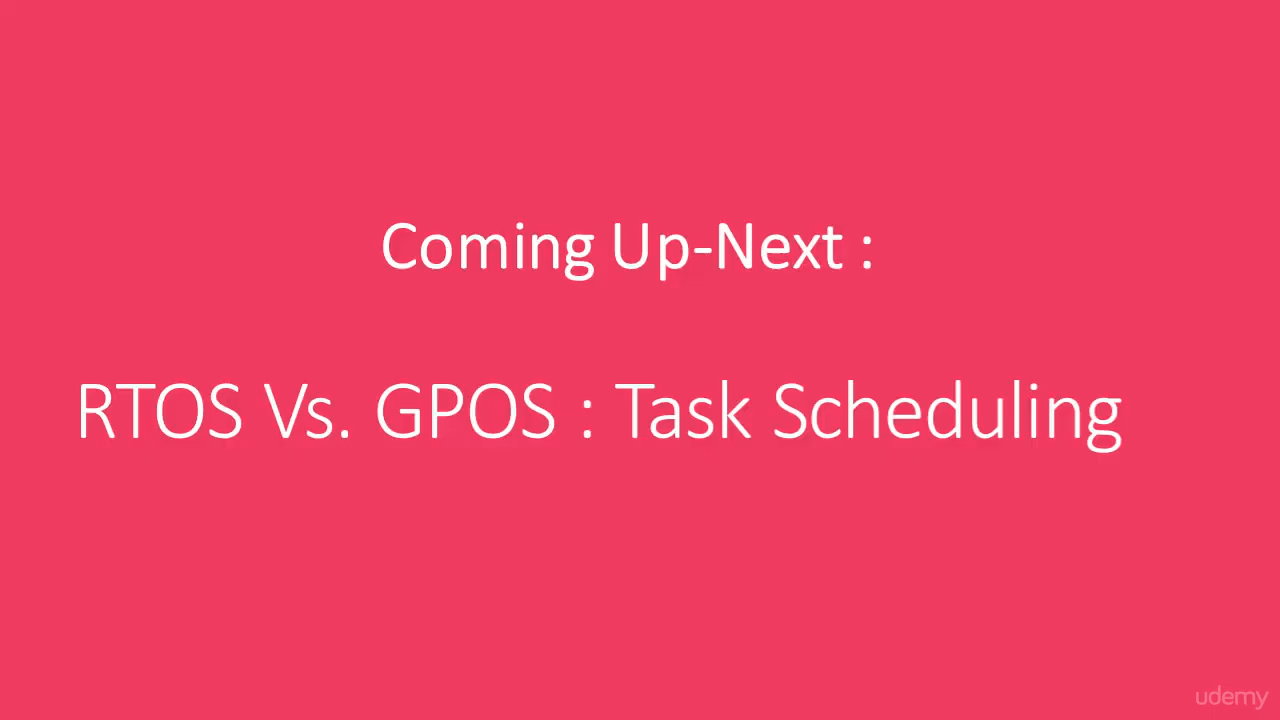 Coming Up-Next :
RTOS Vs. GPOS : Task Scheduling
udemy